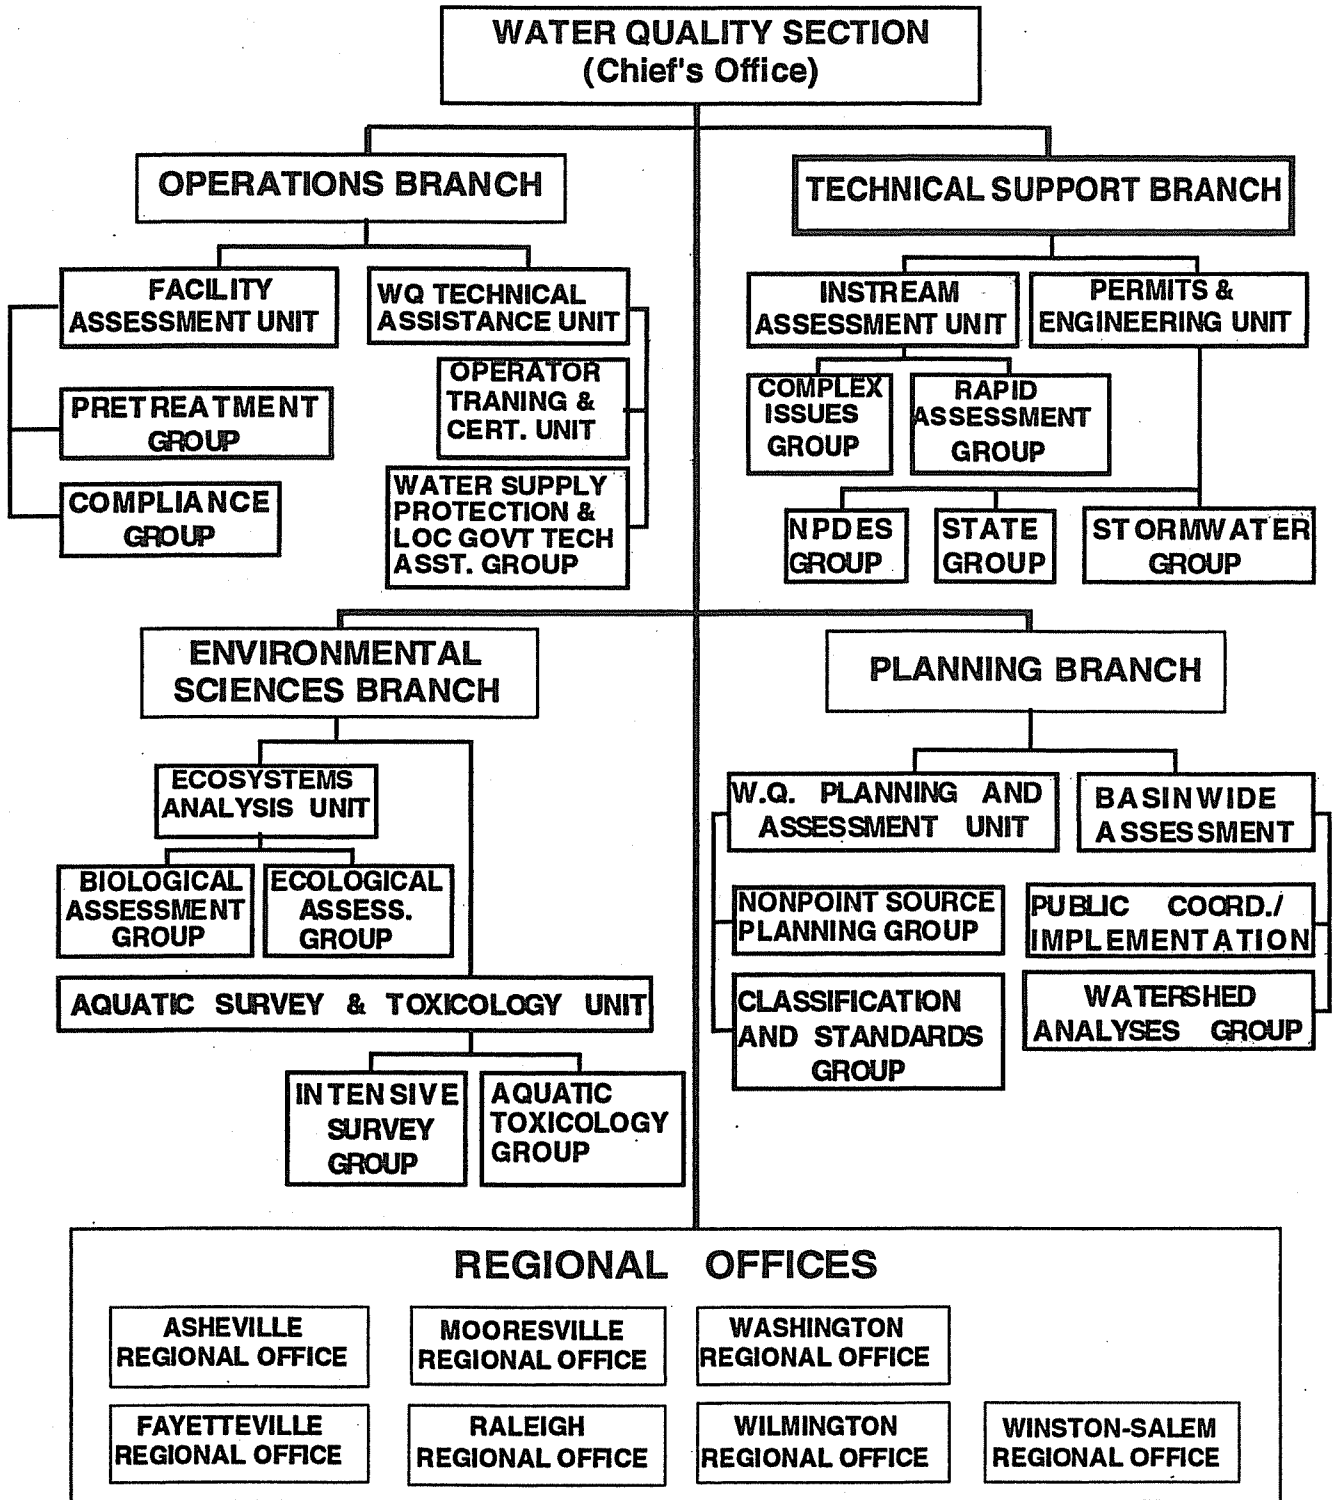 WATER QUALITY SECTION
(Chief's Office)
OPERATIONS BRANCH
TECHNICAL SUPPORT BRANCH
FACILITY
ASSESSMENT UNIT
WQ TECHNICAL
ASSISTANCE UNIT
INSTREAM
ASSESSMENT UNIT
PERMITS &
ENGINEERING UNIT
PRETREATMENT
GROUP
OPERATOR
TRANING &
CERT. UNIT
COMPLEX
ISSUES
GROUP
RAPID
ASSESSMENT
GROUP
COMPLIANCE
GROUP
WATER SUPPLY
PROTECTION &
LOC GOVT TECH
ASST. GROUP
NPDES
GROUP
STATE
GROUP
STORMWATER
GROUP
ENVIRONMENTAL
SCIENCES BRANCH
PLANNING BRANCH
ECOSYSTEMS
ANALYSIS UNIT
W.Q. PLANNING AND
ASSESSMENT UNIT
BASINWIDE
ASSESSMENT
BIOLOGICAL
ASSESSMENT
GROUP
ECOLOGICAL
ASSESS.
GROUP
NONPOINT SOURCE
PLANNING GROUP
PUBLIC COORD./
IMPLEMENTATION
AQUATIC SURVEY & TOXICOLOGY UNIT
CLASSIFICATION
AND STANDARDS
GROUP
WATERSHED
ANALYSES GROUP
INTENSIVE
SURVEY
GROUP
AQUATIC
TOXICOLOGY
GROUP
REGIONAL OFFICES
ASHEVILLE
REGIONAL OFFICE
MOORESVILLE
REGIONAL OFFICE
WASHINGTON
REGIONAL OFFICE
FAYETTEVILLE
REGIONAL OFFICE
RALEIGH
REGIONAL OFFICE
WILMINGTON
REGIONAL OFFICE
WINSTON-SALEM
REGIONAL OFFICE